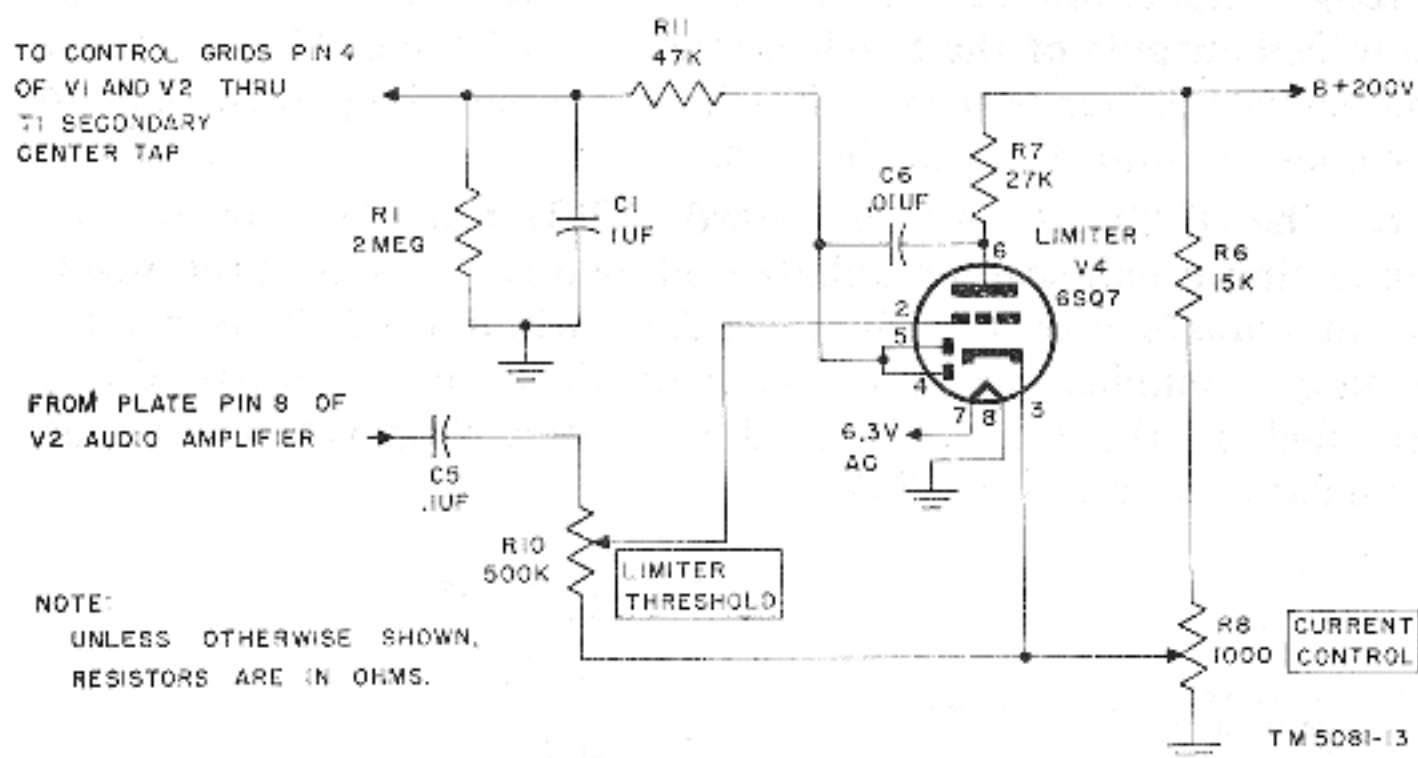 R11
47K
TO CONTROL GRIDS PIN 4
OF V1 AND V2 THRU
T1 SECONDARY
CENTER TAP
B+200V
R7
27K
C6
.01UF
R1
2 MEG
C1
1UF
LIMITER
V4
6SQ7
R6
15K
6
2
5
4
7
8
3
6.3V
AC
FROM PLATE PIN 8 OF
V2 AUDIO AMPLIFIER
C5
.1UF
R10
500K
LIMITER
THRESHOLD
NOTE:
UNLESS OTHERWISE SHOWN,
RESISTORS ARE IN OHMS.
R8
1000
CURRENT
CONTROL
TM 5081-13